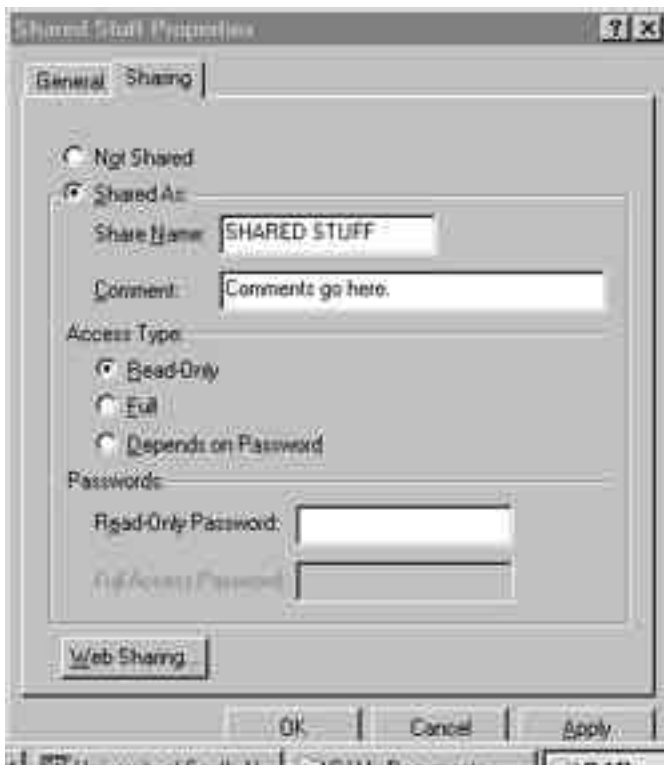 Shared Stuff Properties
General Sharing
Not Shared
Shared As:
Share Name: SHARED STUFF
Comment: Comments go here.
Access Type:
Read-Only
Full
Depends on Password
Passwords:
Read-Only Password:
Full Access Password:
Web Sharing...
OK Cancel Apply